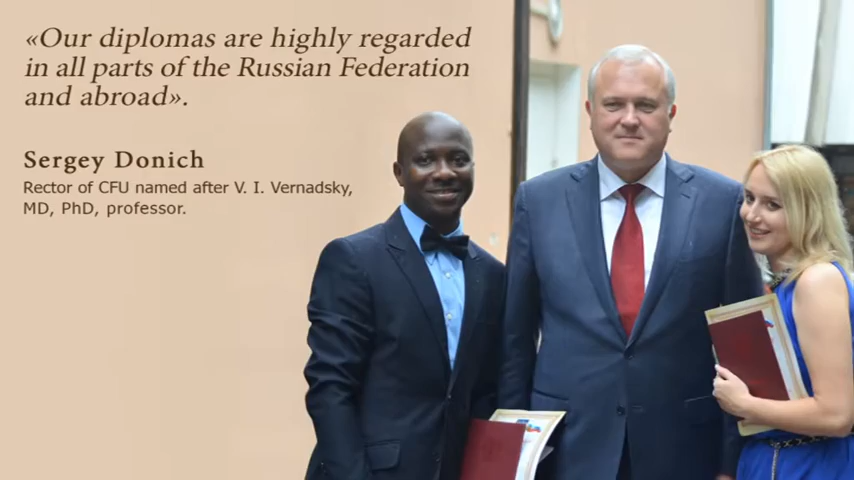 «Our diplomas are highly regarded
in all parts of the Russian Federation
and abroad».
Sergey Donich
Rector of CFU named after V. I. Vernadsky,
MD, PhD, professor.